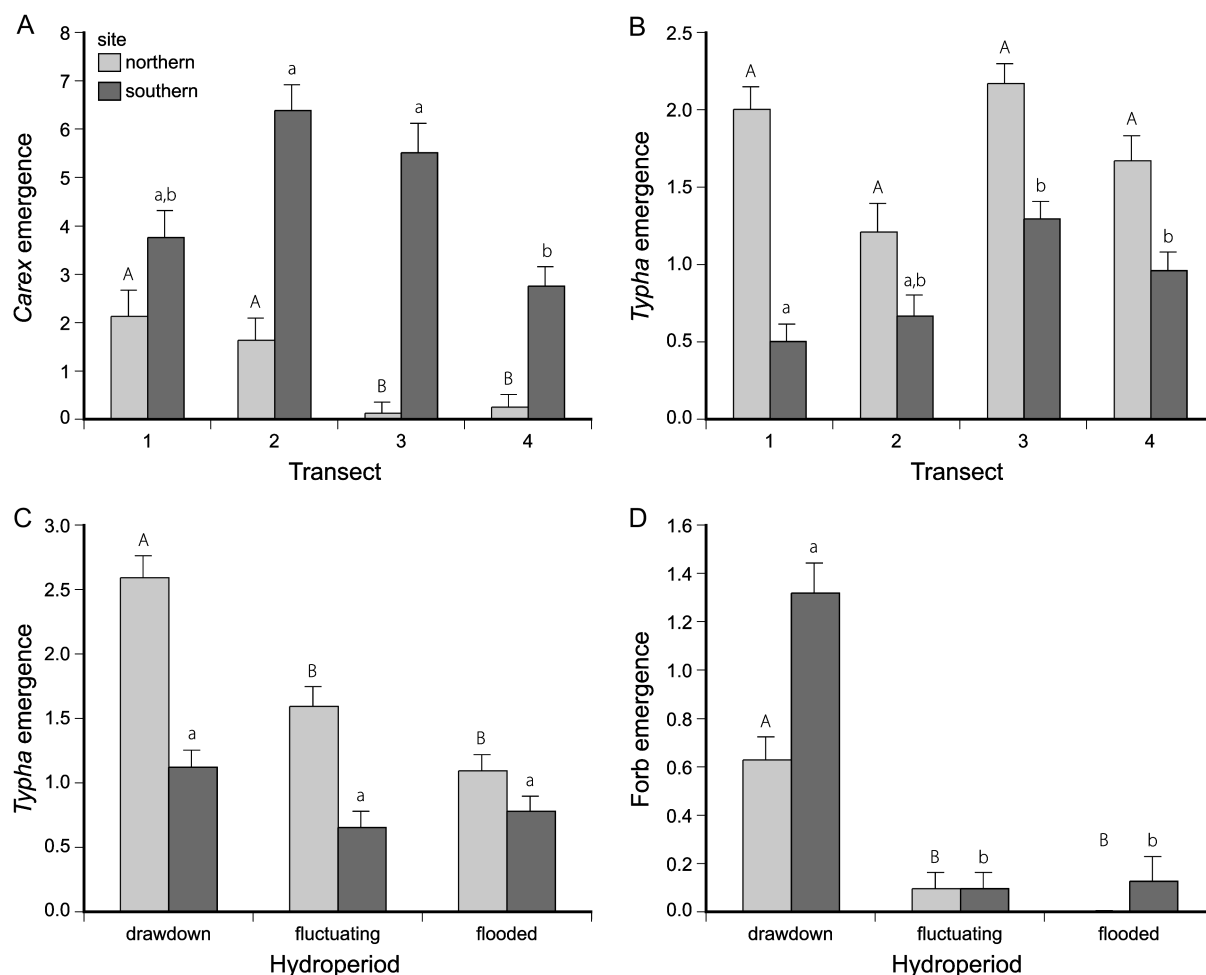 A
site
northern
southern
Carex emergence
8
7
6
5
4
3
2
1
0
A
a,b
A
a
B
a
B
b
1 2 3 4
Transect
B
Typha emergence
2.5
2.0
1.5
1.0
0.5
0.0
A
a
A
a,b
A
b
A
b
1 2 3 4
Transect
C
Typha emergence
3.0
2.5
2.0
1.5
1.0
0.5
0.0
A
a
B
a
B
a
drawdown fluctuating flooded
Hydroperiod
D
Forb emergence
1.6
1.4
1.2
1.0
0.8
0.6
0.4
0.2
0.0
A
a
B
b
B
b
drawdown fluctuating flooded
Hydroperiod